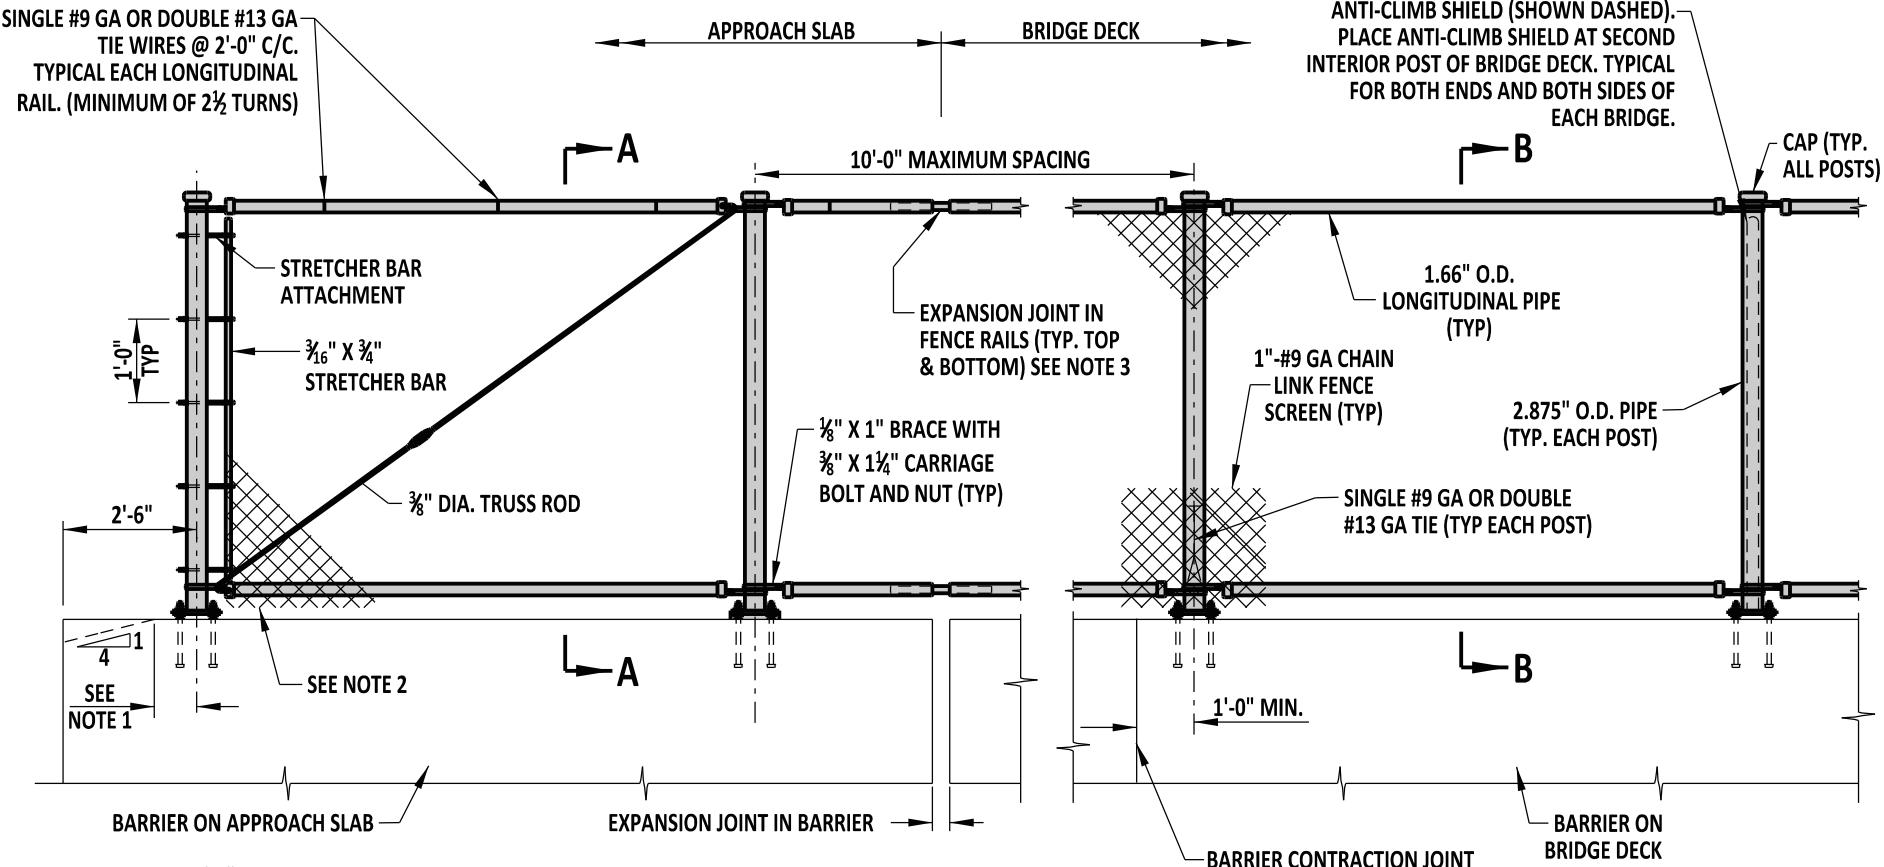 SINGLE #9 GA OR DOUBLE #13 GA
TIE WIRES @ 2'-0" C/C.
TYPICAL EACH LONGITUDINAL
RAIL. (MINIMUM OF 2½ TURNS)
APPROACH SLAB
BRIDGE DECK
ANTI-CLIMB SHIELD (SHOWN DASHED).
PLACE ANTI-CLIMB SHIELD AT SECOND
INTERIOR POST OF BRIDGE DECK. TYPICAL
FOR BOTH ENDS AND BOTH SIDES OF
EACH BRIDGE.
A
10'-0" MAXIMUM SPACING
B
CAP (TYP.
ALL POSTS)
STRETCHER BAR
ATTACHMENT
1'-0"
TYP
3/16" X 3/4"
STRETCHER BAR
EXPANSION JOINT IN
FENCE RAILS (TYP. TOP
& BOTTOM) SEE NOTE 3
1.66" O.D.
LONGITUDINAL PIPE
(TYP)
1"-#9 GA CHAIN
LINK FENCE
SCREEN (TYP)
2.875" O.D. PIPE
(TYP. EACH POST)
1/8" X 1" BRACE WITH
3/8" X 1¼" CARRIAGE
BOLT AND NUT (TYP)
3/8" DIA. TRUSS ROD
2'-6"
SINGLE #9 GA OR DOUBLE
#13 GA TIE (TYP EACH POST)
1
4
SEE
NOTE 1
SEE NOTE 2
A
B
1'-0" MIN.
BARRIER ON APPROACH SLAB
EXPANSION JOINT IN BARRIER
BARRIER ON
BRIDGE DECK
BARRIER CONTRACTION JOINT